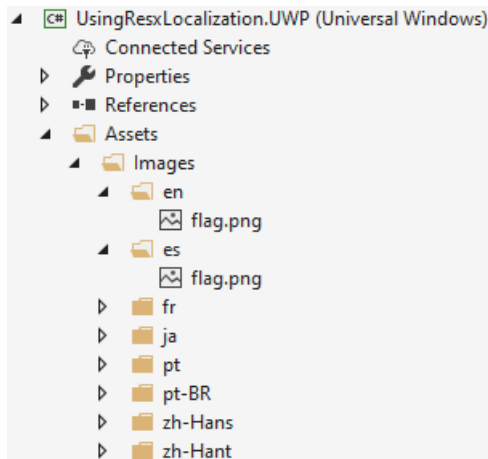 C# UsingResxLocalization.UWP (Universal Windows)
Connected Services
Properties
References
Assets
Images
en
flag.png
es
flag.png
fr
ja
pt
pt-BR
zh-Hans
zh-Hant